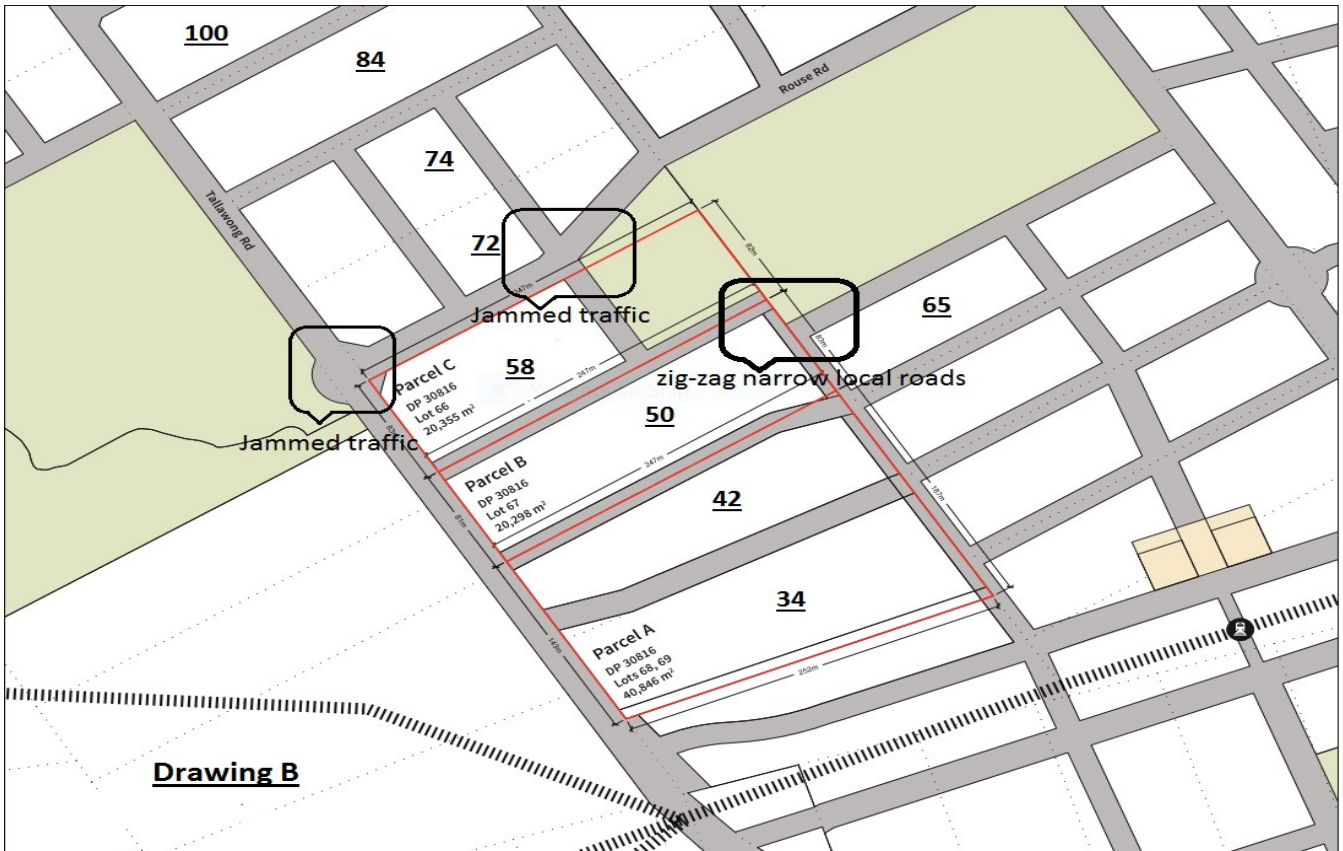 100
84
Rouse Rd
74
Tallawong Rd
72
82m
247m
Jammed traffic
65
82m
58
247m
zig-zag narrow local roads
Parcel C
DP 30816
Lot 66
20,355 m²
50
Jammed traffic
247m
Parcel B
DP 30816
Lot 67
20,298 m²
42
187m
81m
34
Parcel A
DP 30816
Lots 68, 69
40,846 m²
252m
Drawing B